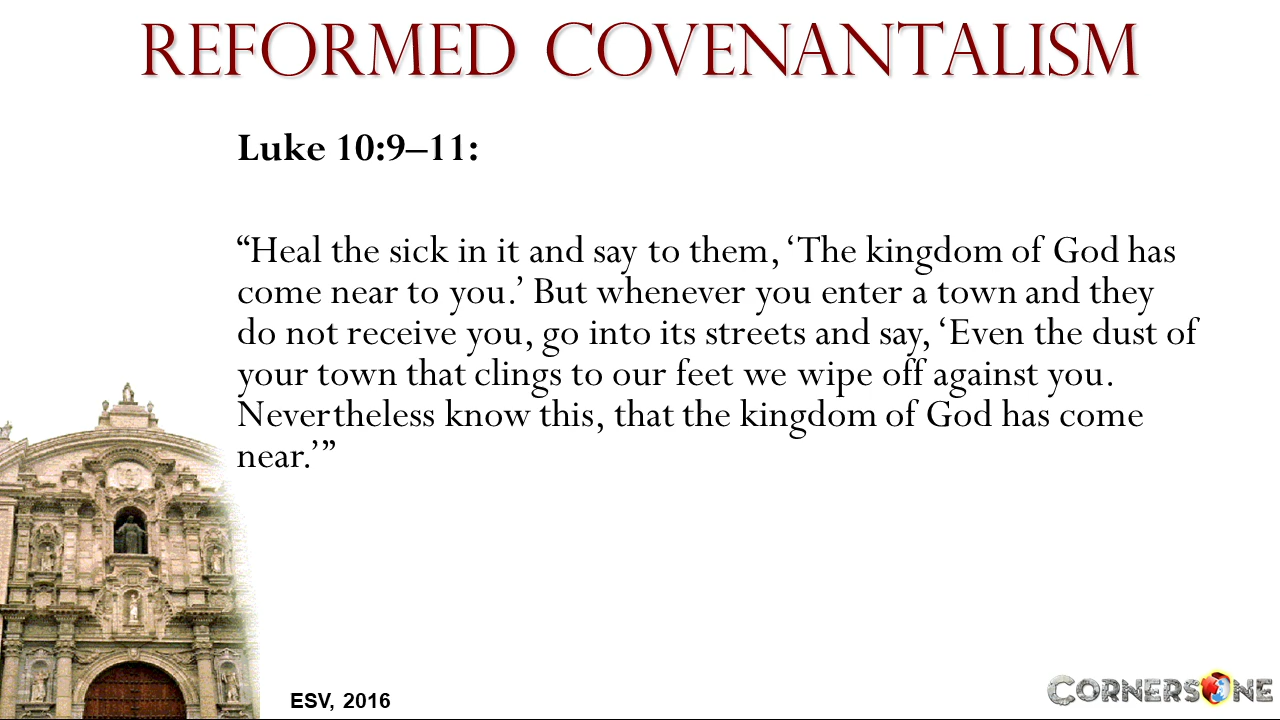 REFORMED COVENANTALISM
Luke 10:9–11:
“Heal the sick in it and say to them, ‘The kingdom of God has
come near to you.’ But whenever you enter a town and they
do not receive you, go into its streets and say, ‘Even the dust of
your town that clings to our feet we wipe off against you.
Nevertheless know this, that the kingdom of God has come
near.’”
ESV, 2016
CORNERSONE